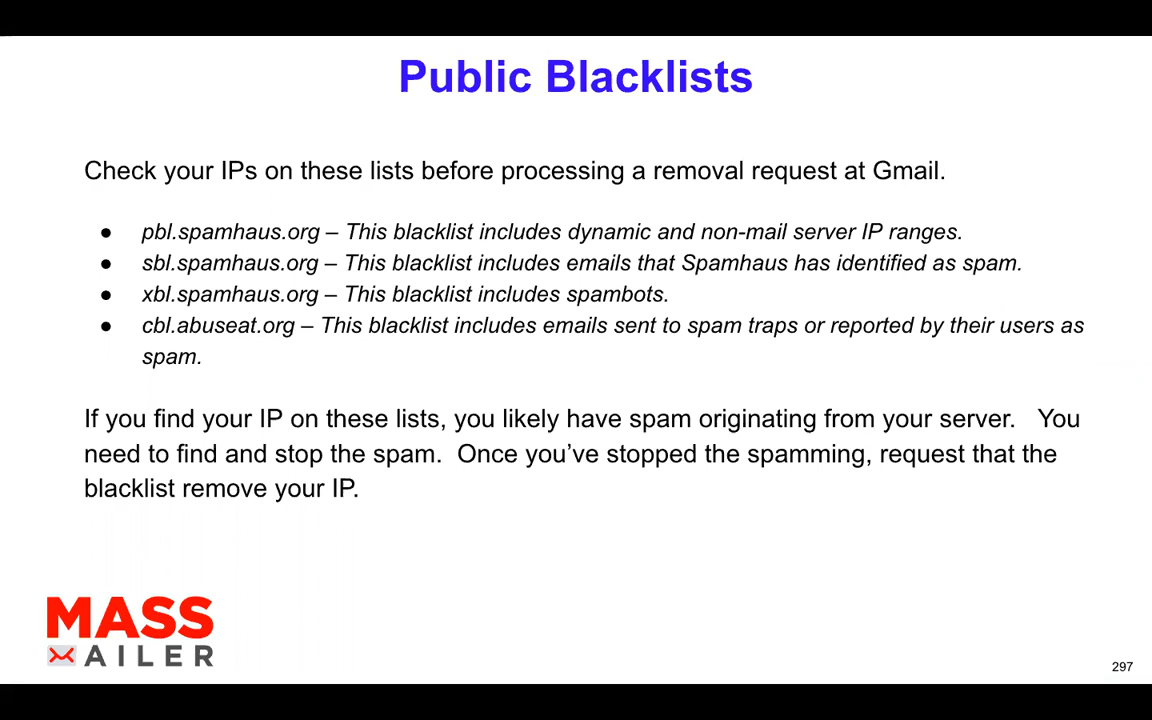 Public Blacklists
Check your IPs on these lists before processing a removal request at Gmail.
● pbl.spamhaus.org – This blacklist includes dynamic and non-mail server IP ranges.
● sbl.spamhaus.org – This blacklist includes emails that Spamhaus has identified as spam.
● xbl.spamhaus.org – This blacklist includes spambots.
● cbl.abuseat.org – This blacklist includes emails sent to spam traps or reported by their users as
spam.
If you find your IP on these lists, you likely have spam originating from your server.   You
need to find and stop the spam.  Once you’ve stopped the spamming, request that the
blacklist remove your IP.
MASS
AILER
297